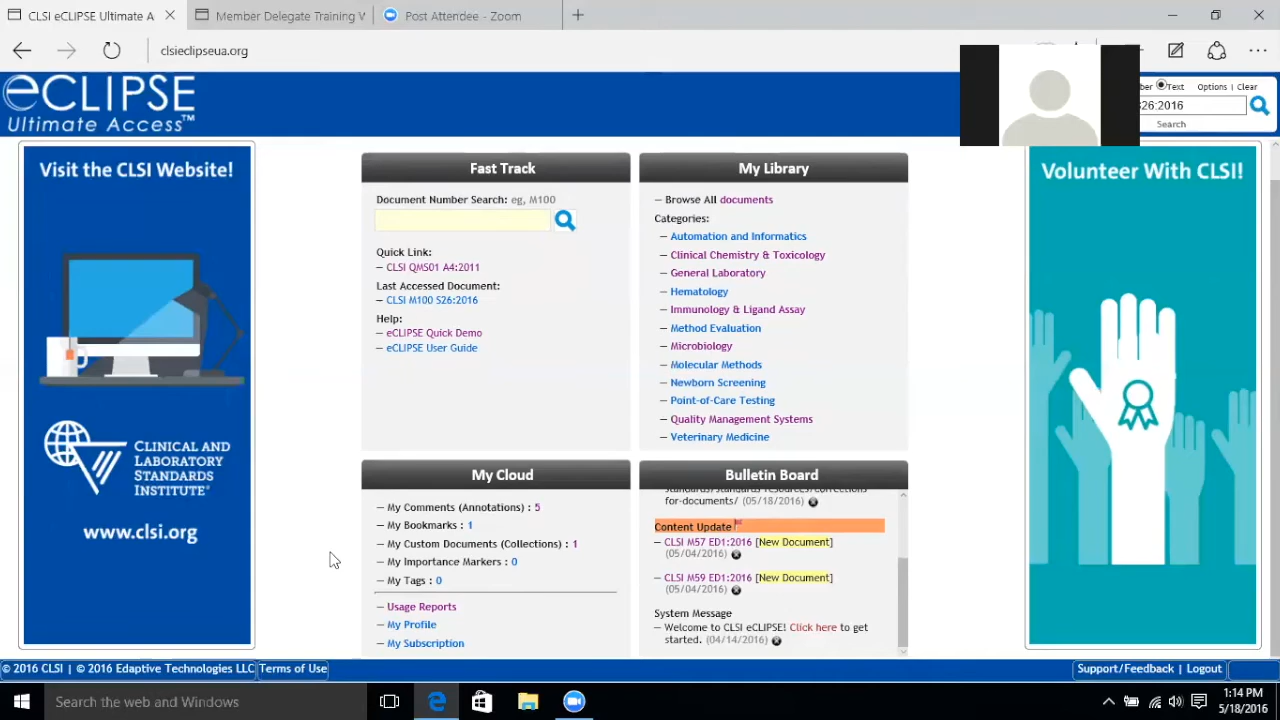 CLSI eCLIPSE Ultimate A
Member Delegate Training V
Post Attendee - Zoom
clsieclipseua.org
eCLIPSE
Ultimate Access™
Text
Options | Clear
26:2016
Search
Visit the CLSI Website!
CLINICAL AND
LABORATORY
STANDARDS
INSTITUTE®
www.clsi.org
Fast Track
Document Number Search: eg, M100
Quick Link:
– CLSI QMS01 A4:2011
Last Accessed Document:
– CLSI M100 S26:2016
Help:
– eCLIPSE Quick Demo
– eCLIPSE User Guide
My Library
– Browse All documents
Categories:
– Automation and Informatics
– Clinical Chemistry & Toxicology
– General Laboratory
– Hematology
– Immunology & Ligand Assay
– Method Evaluation
– Microbiology
– Molecular Methods
– Newborn Screening
– Point-of-Care Testing
– Quality Management Systems
– Veterinary Medicine
My Cloud
– My Comments (Annotations) : 5
– My Bookmarks : 1
– My Custom Documents (Collections) : 1
– My Importance Markers : 0
– My Tags : 0
– Usage Reports
– My Profile
– My Subscription
Bulletin Board
standards/standards-resources/corrections
for-documents/ (05/18/2016)
Content Update
– CLSI M57 ED1:2016 [New Document]
(05/04/2016)
– CLSI M59 ED1:2016 [New Document]
(05/04/2016)
System Message
– Welcome to CLSI eCLIPSE! Click here to get
started. (04/14/2016)
Volunteer With CLSI!
© 2016 CLSI | © 2016 Edaptive Technologies LLC
Terms of Use
Support/Feedback | Logout
Search the web and Windows
1:14 PM
5/18/2016